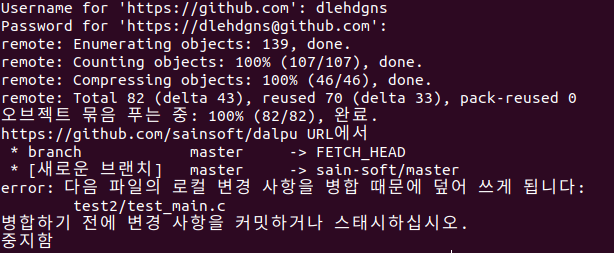 Username for 'https://github.com': dlehdgns
Password for 'https://dlehdgns@github.com':
remote: Enumerating objects: 139, done.
remote: Counting objects: 100% (107/107), done.
remote: Compressing objects: 100% (46/46), done.
remote: Total 82 (delta 43), reused 70 (delta 33), pack-reused 0
오브젝트 묶음 푸는 중: 100% (82/82), 완료.
https://github.com/sainsoft/dalpu URL에서
 * branch            master     -> FETCH_HEAD
 * [새로운 브랜치]   master     -> sain-soft/master
error: 다음 파일의 로컬 변경 사항을 병합 때문에 덮어 쓰게 됩니다:
        test2/test_main.c
병합하기 전에 변경 사항을 커밋하거나 스태시하십시오.
중지함